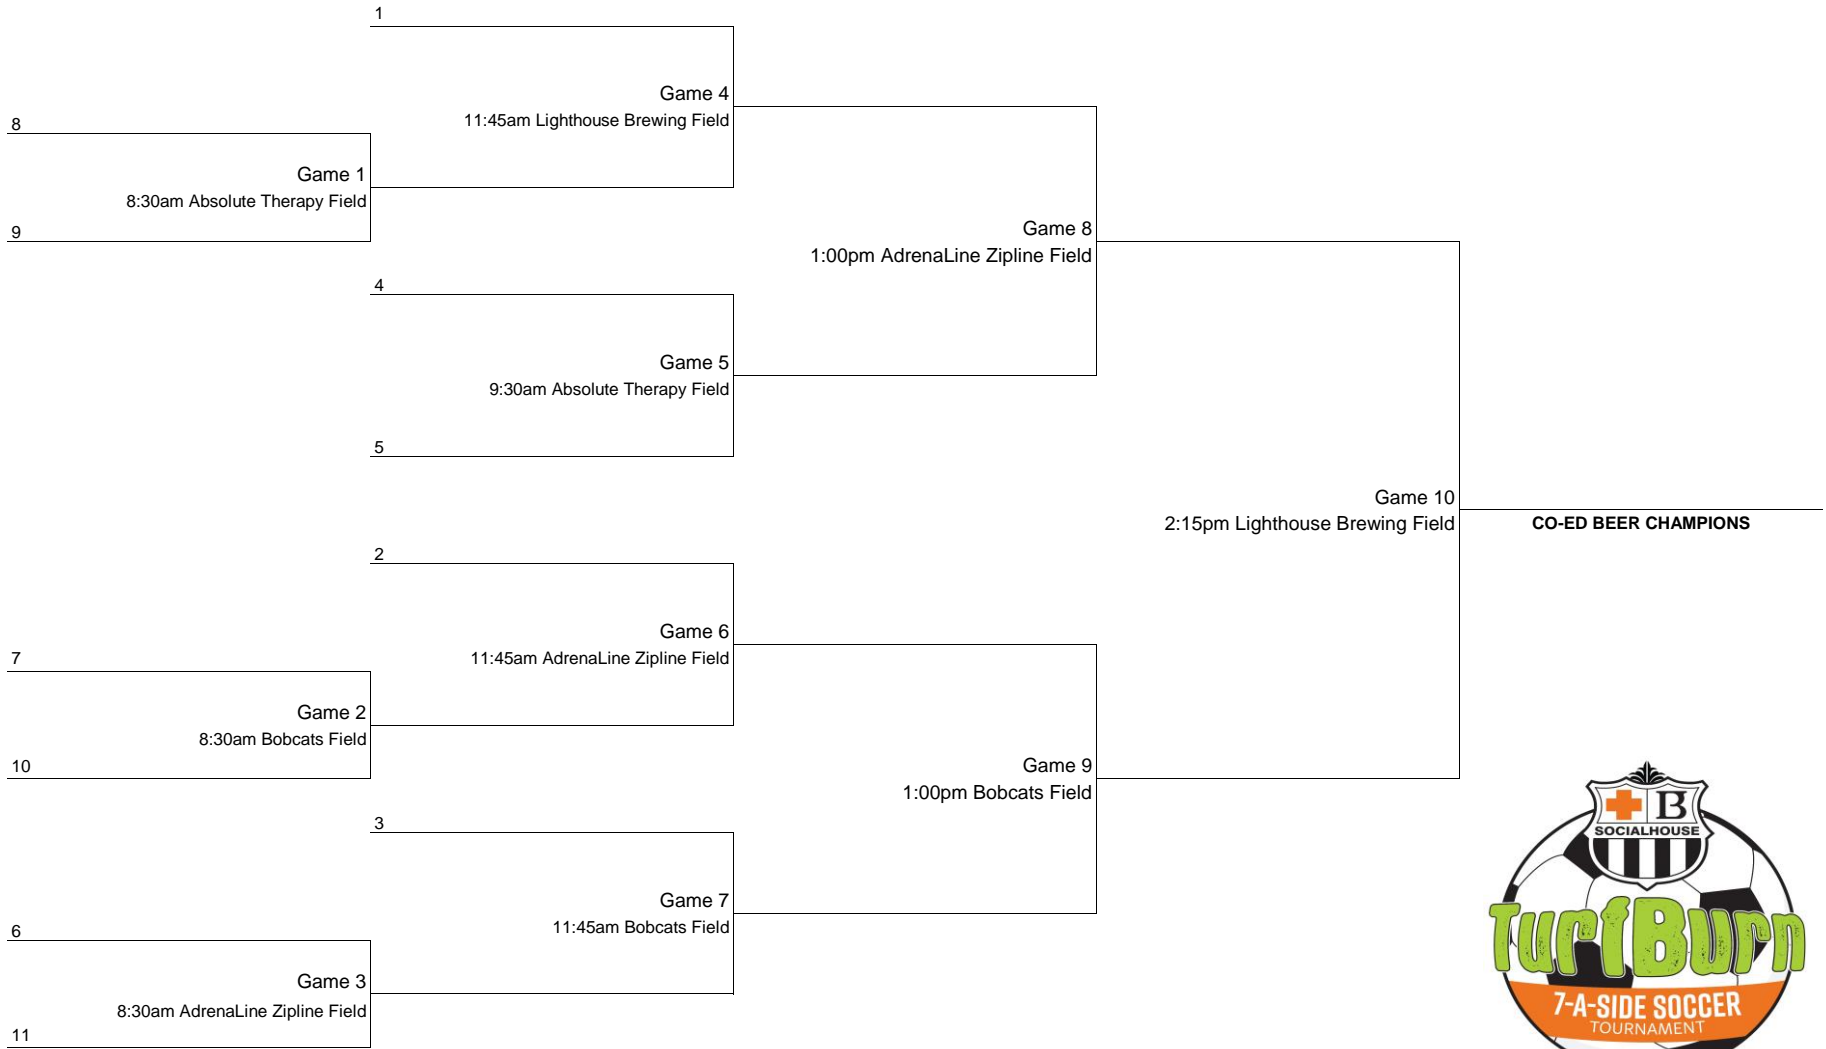 1
Game 4
11:45am Lighthouse Brewing Field
8
Game 1
8:30am Absolute Therapy Field
9
Game 8
1:00pm AdrenaLine Zipline Field
4
Game 5
9:30am Absolute Therapy Field
5
Game 10
2:15pm Lighthouse Brewing Field
CO-ED BEER CHAMPIONS
2
Game 6
11:45am AdrenaLine Zipline Field
7
Game 2
8:30am Bobcats Field
10
Game 9
1:00pm Bobcats Field
3
Game 7
11:45am Bobcats Field
6
Game 3
8:30am AdrenaLine Zipline Field
11
B
SOCIALHOUSE
TurfBurn
7-A-SIDE SOCCER
TOURNAMENT